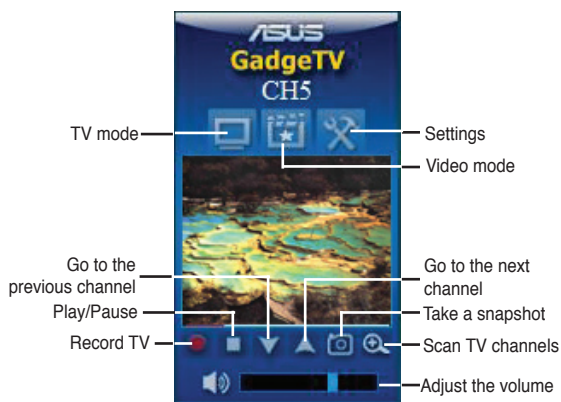 ASUS
GadgeTV
CH5
TV mode
Settings
Video mode
Go to the
previous channel
Go to the next
channel
Play/Pause
Take a snapshot
Record TV
Scan TV channels
Adjust the volume